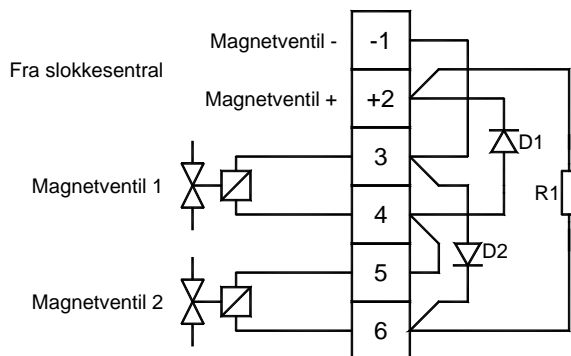 Magnetventil -
-1
Fra slokkesentral
Magnetventil +
+2
3
D1
Magnetventil 1
R1
4
D2
5
Magnetventil 2
6